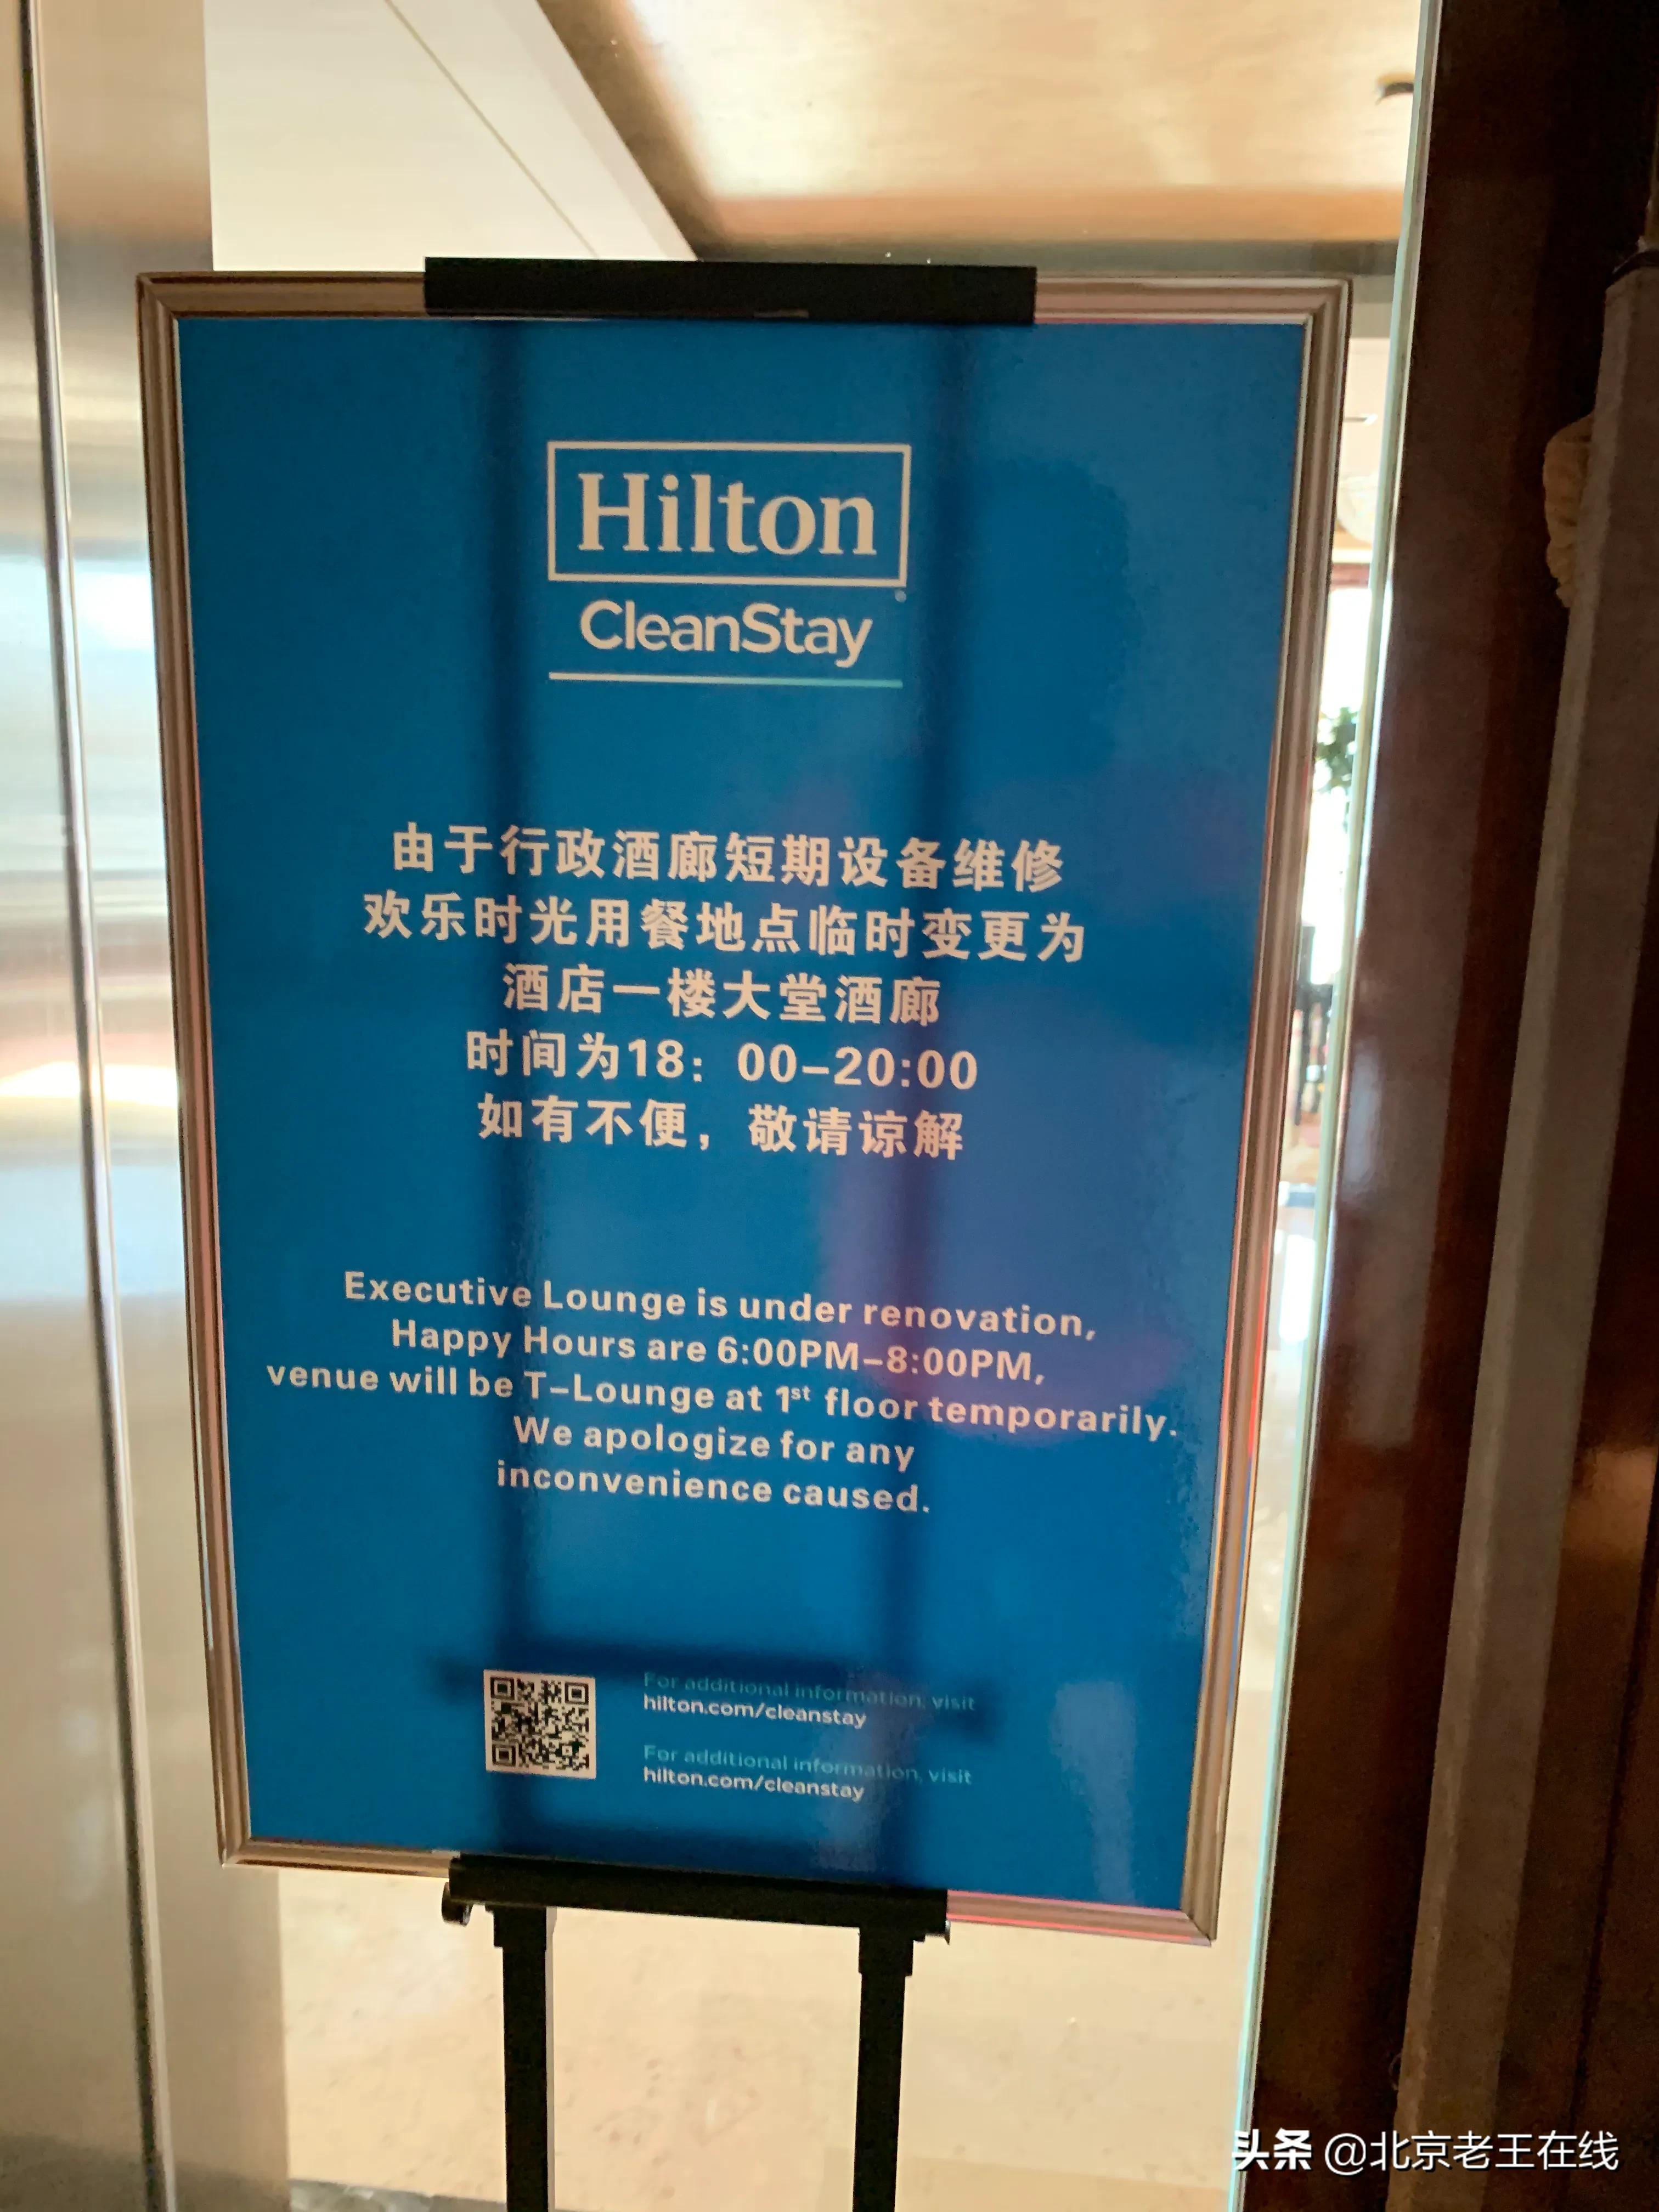 Hilton
CleanStay
由于行政酒廊短期设备维修
欢乐时光用餐地点临时变更为
酒店一楼大堂酒廊
时间为18：00-20:00
如有不便，敬请谅解
Executive Lounge is under renovation,
Happy Hours are 6:00PM-8:00PM,
venue will be T-Lounge at 1st floor temporarily.
We apologize for any
inconvenience caused.
For additional information, visit
hilton.com/cleanstay
For additional information, visit
hilton.com/cleanstay
头条 @北京老王在线